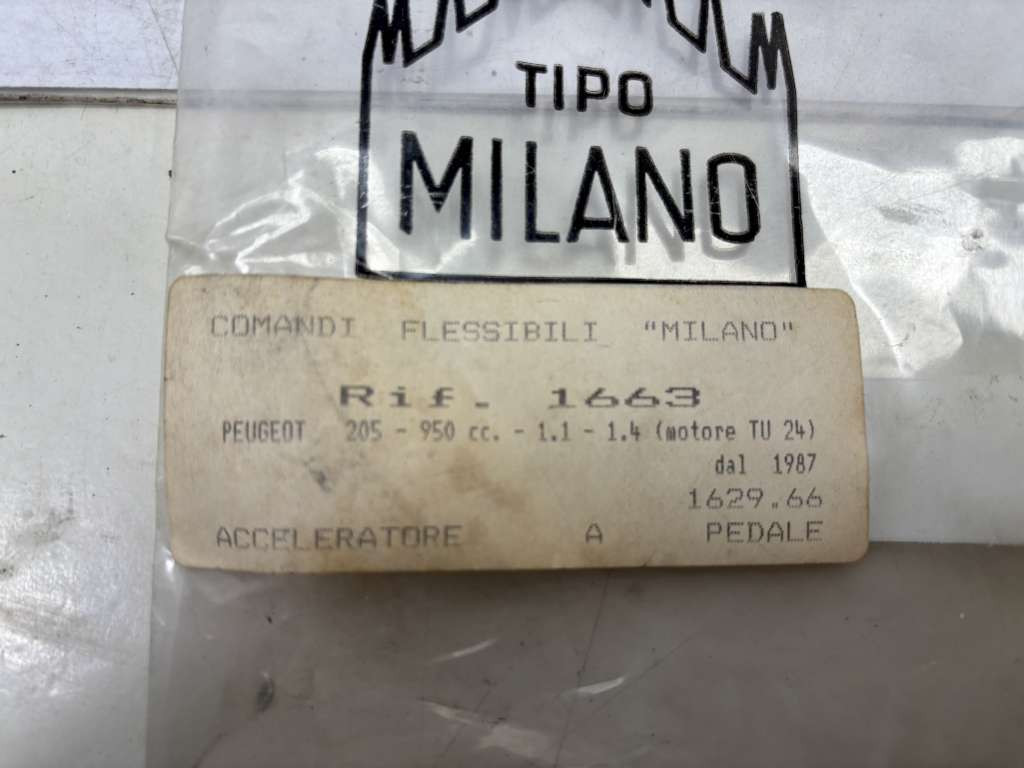 TIPO
MILANO
COMANDI FLESSIBILI "MILANO"
Rif. 1663
PEUGEOT 205 - 950 cc. - 1.1 - 1.4 (motore TU 24)
dal 1987
1629.66
ACCELERATORE A PEDALE